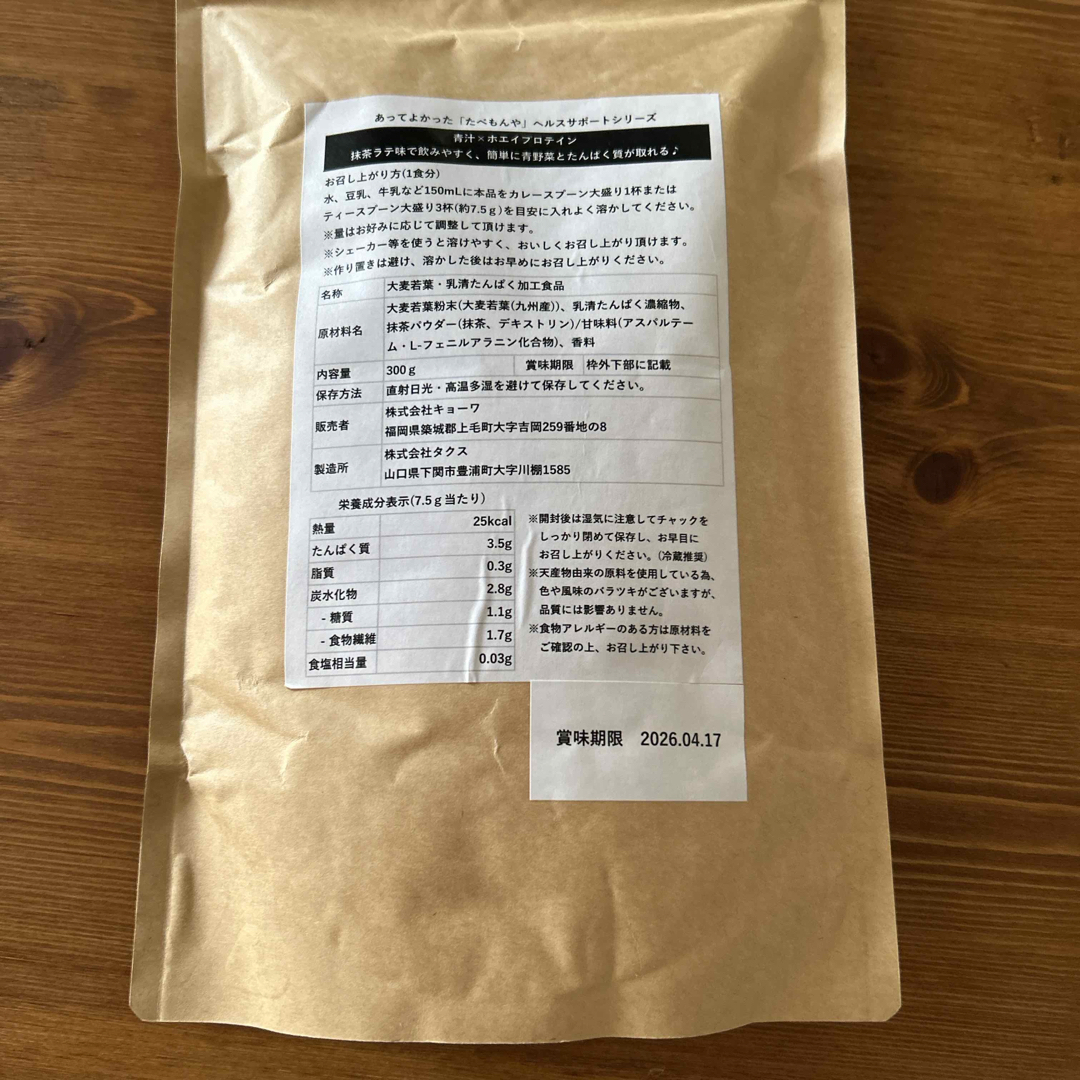 あってよかった「たべもんや」ヘルスサポートシリーズ
青汁×ホエイプロテイン
抹茶ラテ味で飲みやすく、簡単に青野菜とたんぱく質が取れる♪
お召し上がり方(1食分)
水、豆乳、牛乳など150mLに本品をカレースプーン大盛り1杯または
ティースプーン大盛り3杯(約7.5ｇ)を目安に入れよく溶かしてください。
※量はお好みに応じて調整して頂けます。
※シェーカー等を使うと溶けやすく、おいしくお召し上がり頂けます。
※作り置きは避け、溶かした後はお早めにお召し上がりください。
名称 大麦若葉・乳清たんぱく加工食品
原材料名 大麦若葉粉末(大麦若葉(九州産))、乳清たんぱく濃縮物、
抹茶パウダー(抹茶、デキストリン)/甘味料(アスパルテー
ム・L-フェニルアラニン化合物)、香料
内容量 300ｇ 賞味期限 枠外下部に記載
保存方法 直射日光・高温多湿を避けて保存してください。
販売者 株式会社キョーワ
福岡県築城郡上毛町大字吉岡259番地の8
製造所 株式会社タクス
山口県下関市豊浦町大字川棚1585
栄養成分表示(7.5ｇ当たり)
熱量 25kcal
たんぱく質 3.5g
脂質 0.3g
炭水化物 2.8g
- 糖質 1.1g
- 食物繊維 1.7g
食塩相当量 0.03g
※開封後は湿気に注意してチャックを
しっかり閉めて保存し、お早目に
お召し上がりください。(冷蔵推奨)
※天産物由来の原料を使用している為、
色や風味のバラツキがございますが、
品質には影響ありません。
※食物アレルギーのある方は原材料を
ご確認の上、お召し上がり下さい。
賞味期限 2026.04.17